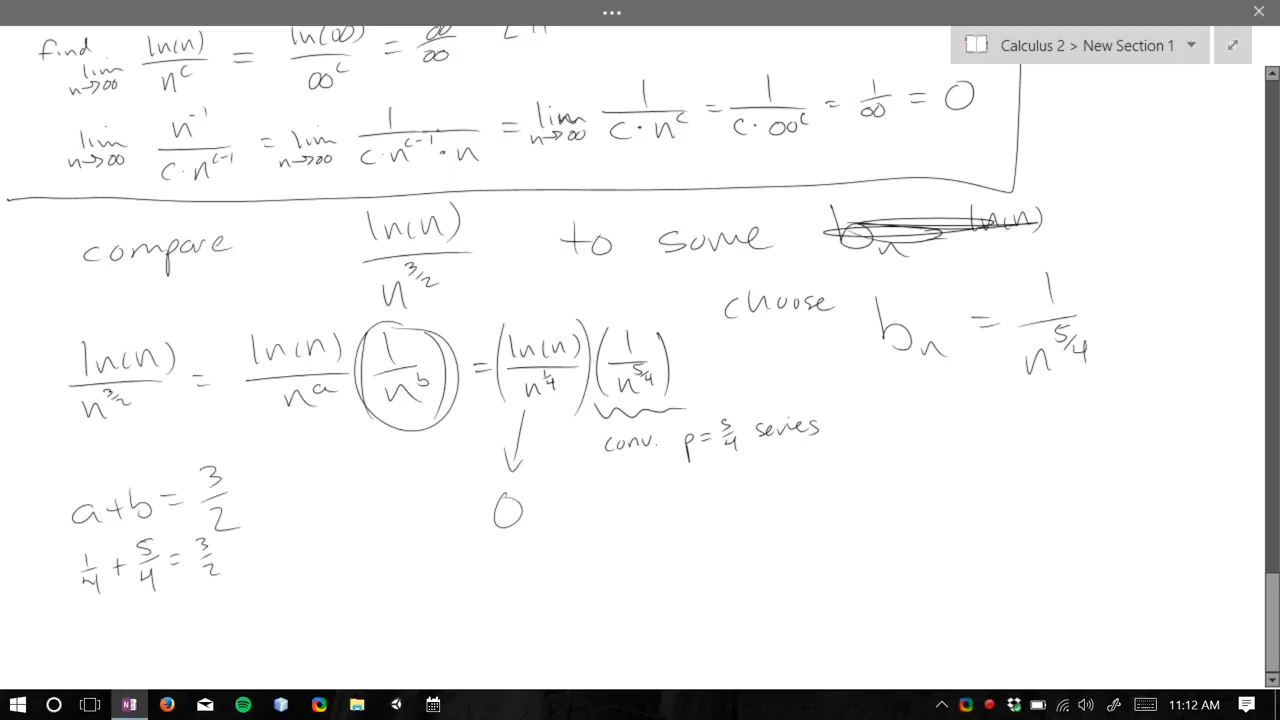 Calculus 2 > New Section 1
find lim n→∞ ln(n)/n^c = ln(∞)/∞^c = ∞/∞
lim n→∞ n^-1/(c·n^(c-1)) = lim n→∞ 1/(c·n^(c-1)·n) = lim n→∞ 1/(c·n^c) = 1/(c·∞^c) = 1/∞ = 0
compare ln(n)/n^(3/2) to some
choose b_n = 1/n^(5/4)
ln(n)/n^(3/2) = ln(n)/n^a (1/n^b) = (ln(n)/n^(1/4)) (1/n^(5/4))
conv. p = 5/4 series
a+b = 3/2
0
1/4 + 5/4 = 3/2
11:12 AM